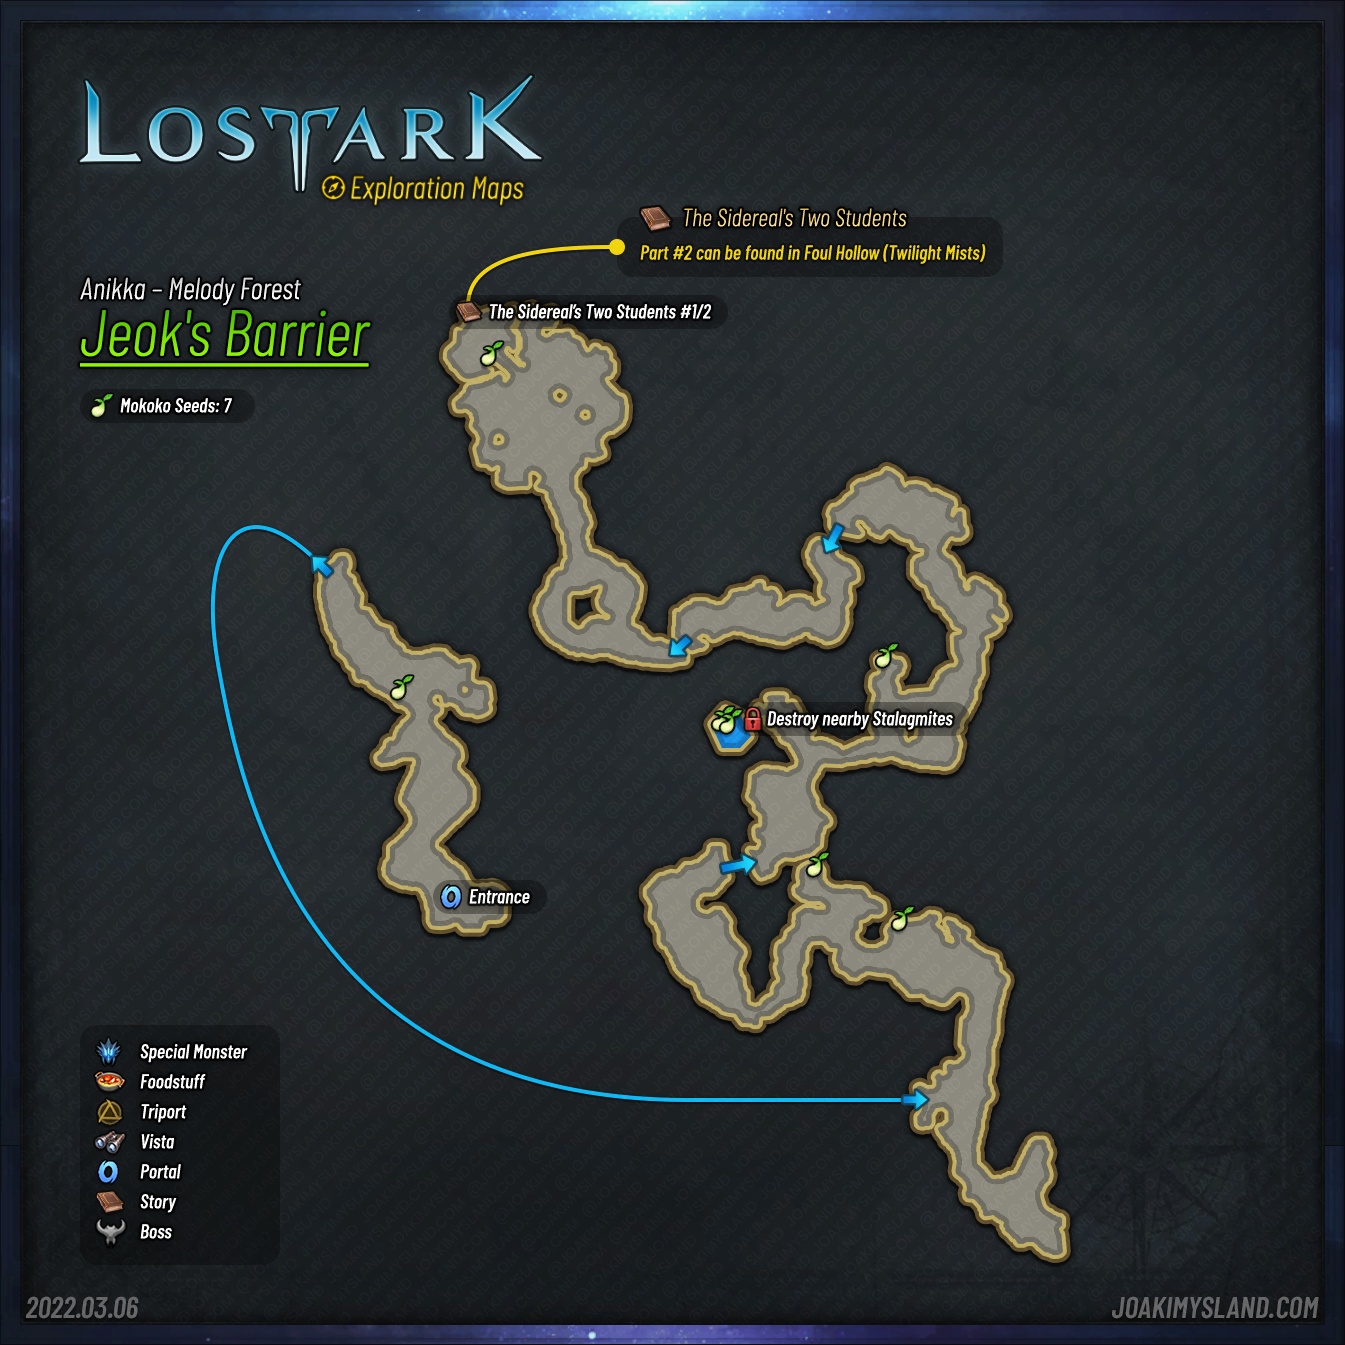 LOSTARK
Exploration Maps
The Sidereal's Two Students
Part #2 can be found in Foul Hollow (Twilight Mists)
Anikka – Melody Forest
Jeok's Barrier
Mokoko Seeds: 7
The Sidereal's Two Students #1/2
Destroy nearby Stalagmites
Entrance
Special Monster
Foodstuff
Triport
Vista
Portal
Story
Boss
2022.03.06
JOAKIMYSLAND.COM